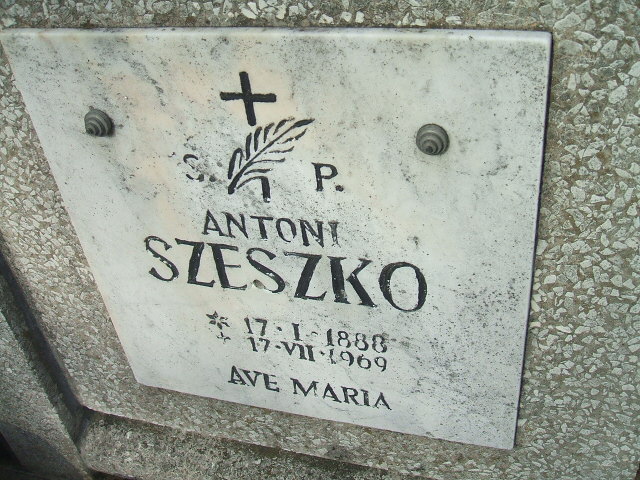 Ś. P.
ANTONI
SZESZKO
* 17·I·1888
+ 17·VII·1969
AVE MARIA